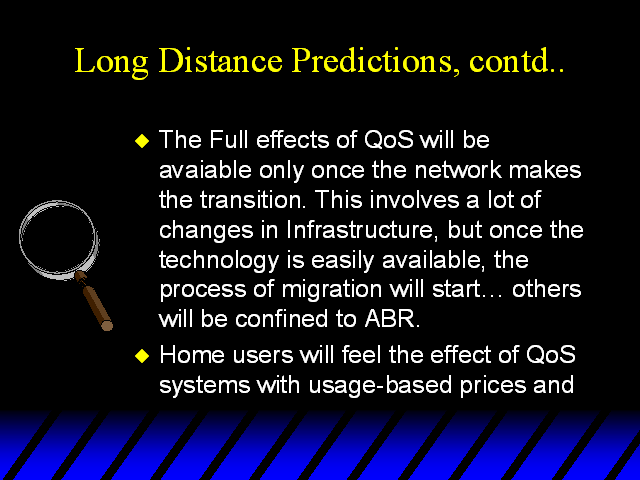 Long Distance Predictions, contd..
The Full effects of QoS will be
avaiable only once the network makes
the transition. This involves a lot of
changes in Infrastructure, but once the
technology is easily available, the
process of migration will start… others
will be confined to ABR.
Home users will feel the effect of QoS
systems with usage-based prices and